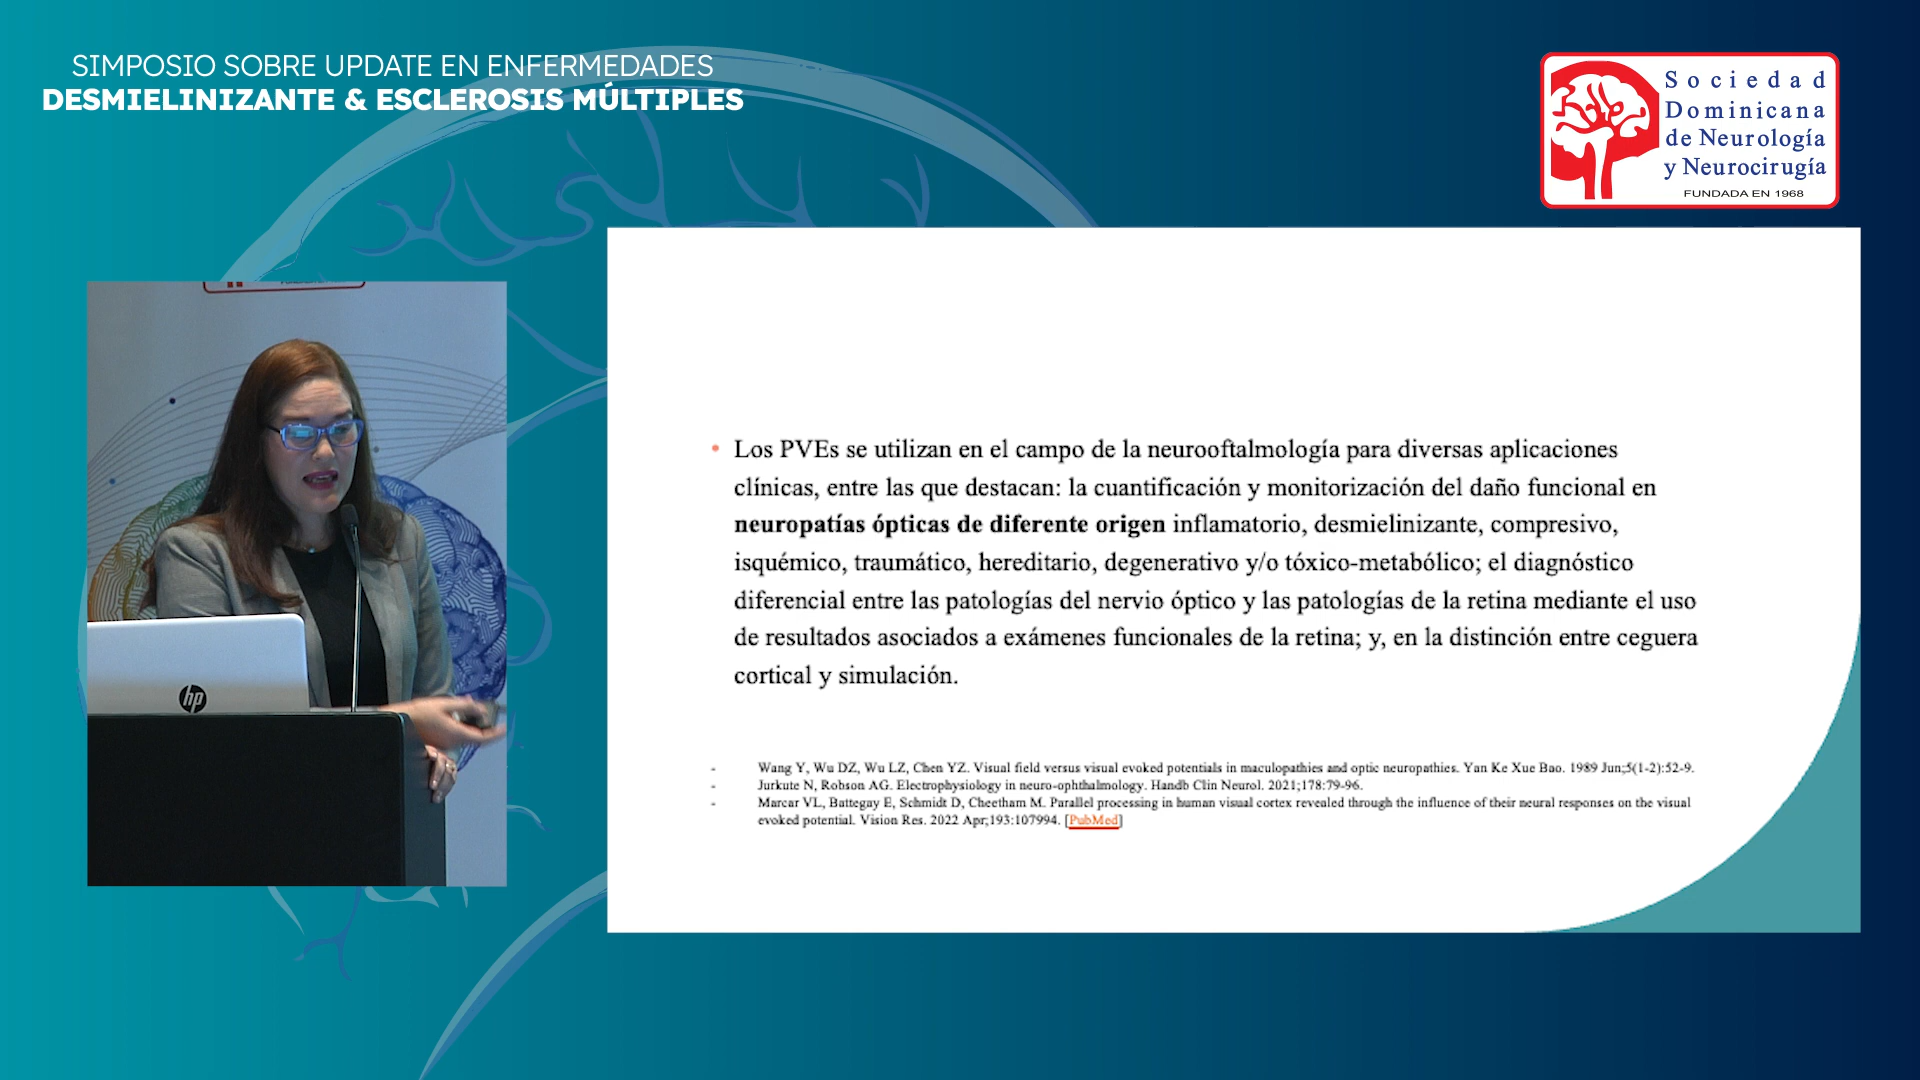 SIMPOSIO SOBRE UPDATE EN ENFERMEDADES
DESMIELINIZANTE & ESCLEROSIS MÚLTIPLES
Sociedad
Dominicana
de Neurología
y Neurocirugía
FUNDADA EN 1968
• Los PVEs se utilizan en el campo de la neurooftalmología para diversas aplicaciones
clínicas, entre las que destacan: la cuantificación y monitorización del daño funcional en
neuropatías ópticas de diferente origen inflamatorio, desmielinizante, compresivo,
isquémico, traumático, hereditario, degenerativo y/o tóxico-metabólico; el diagnóstico
diferencial entre las patologías del nervio óptico y las patologías de la retina mediante el uso
de resultados asociados a exámenes funcionales de la retina; y, en la distinción entre ceguera
cortical y simulación.
- Wang Y, Wu DZ, Wu LZ, Chen YZ. Visual field versus visual evoked potentials in maculopathies and optic neuropathies. Yan Ke Xue Bao. 1989 Jun;5(1-2):52-9.
- Jurkute N, Robson AG. Electrophysiology in neuro-ophthalmology. Handb Clin Neurol. 2021;178:79-96.
- Marcar VL, Battegay E, Schmidt D, Cheetham M. Parallel processing in human visual cortex revealed through the influence of their neural responses on the visual
evoked potential. Vision Res. 2022 Apr;193:107994. [PubMed]
hp